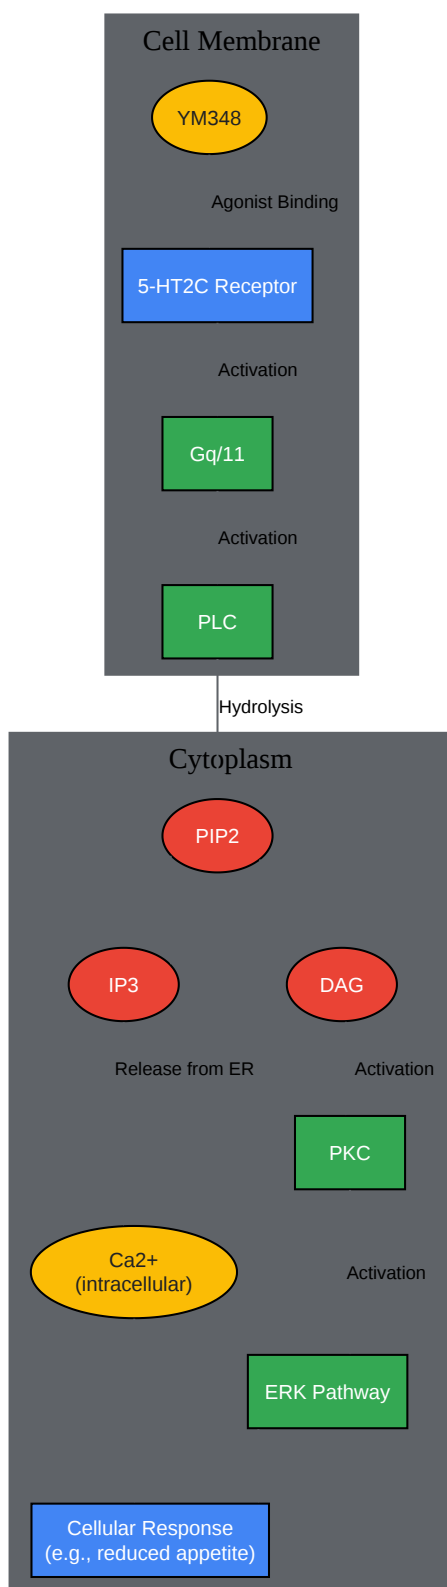 Cell Membrane
YM348
Agonist Binding
5-HT2C Receptor
Activation
Gq/11
Activation
PLC
Hydrolysis
Cytoplasm
PIP2
IP3
DAG
Release from ER
Activation
PKC
Ca2+
(intracellular)
Activation
ERK Pathway
Cellular Response
(e.g., reduced appetite)